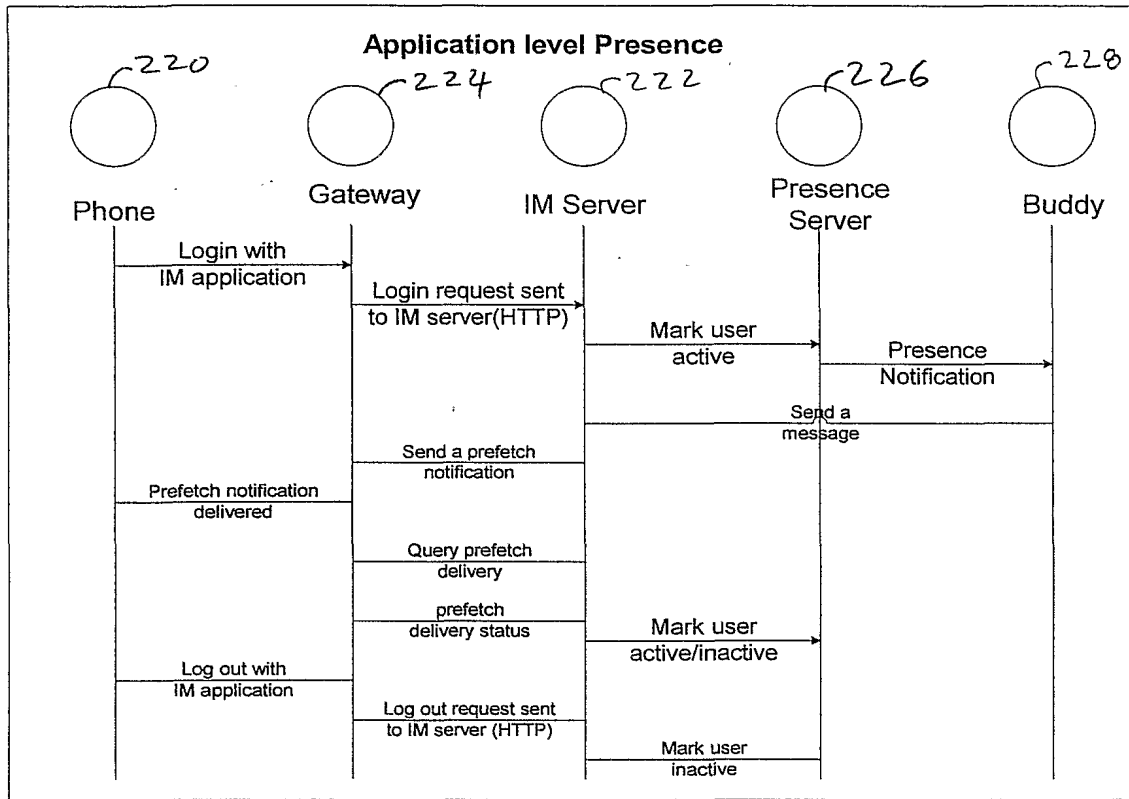 Application level Presence
220
224
222
226
228
Phone
Gateway
IM Server
Presence
Server
Buddy
Login with
IM application
Login request sent
to IM server(HTTP)
Mark user
active
Presence
Notification
Send a
message
Send a prefetch
notification
Prefetch notification
delivered
Query prefetch
delivery
prefetch
delivery status
Mark user
active/inactive
Log out with
IM application
Log out request sent
to IM server (HTTP)
Mark user
inactive